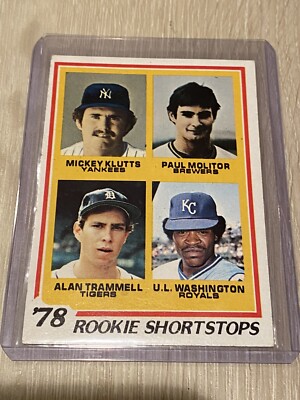 NY
MICKEY KLUTTS
YANKEES
PAUL MOLITOR
BREWERS
D
KC
ALAN TRAMMELL
TIGERS
U.L. WASHINGTON
ROYALS
'78 ROOKIE SHORTSTOPS